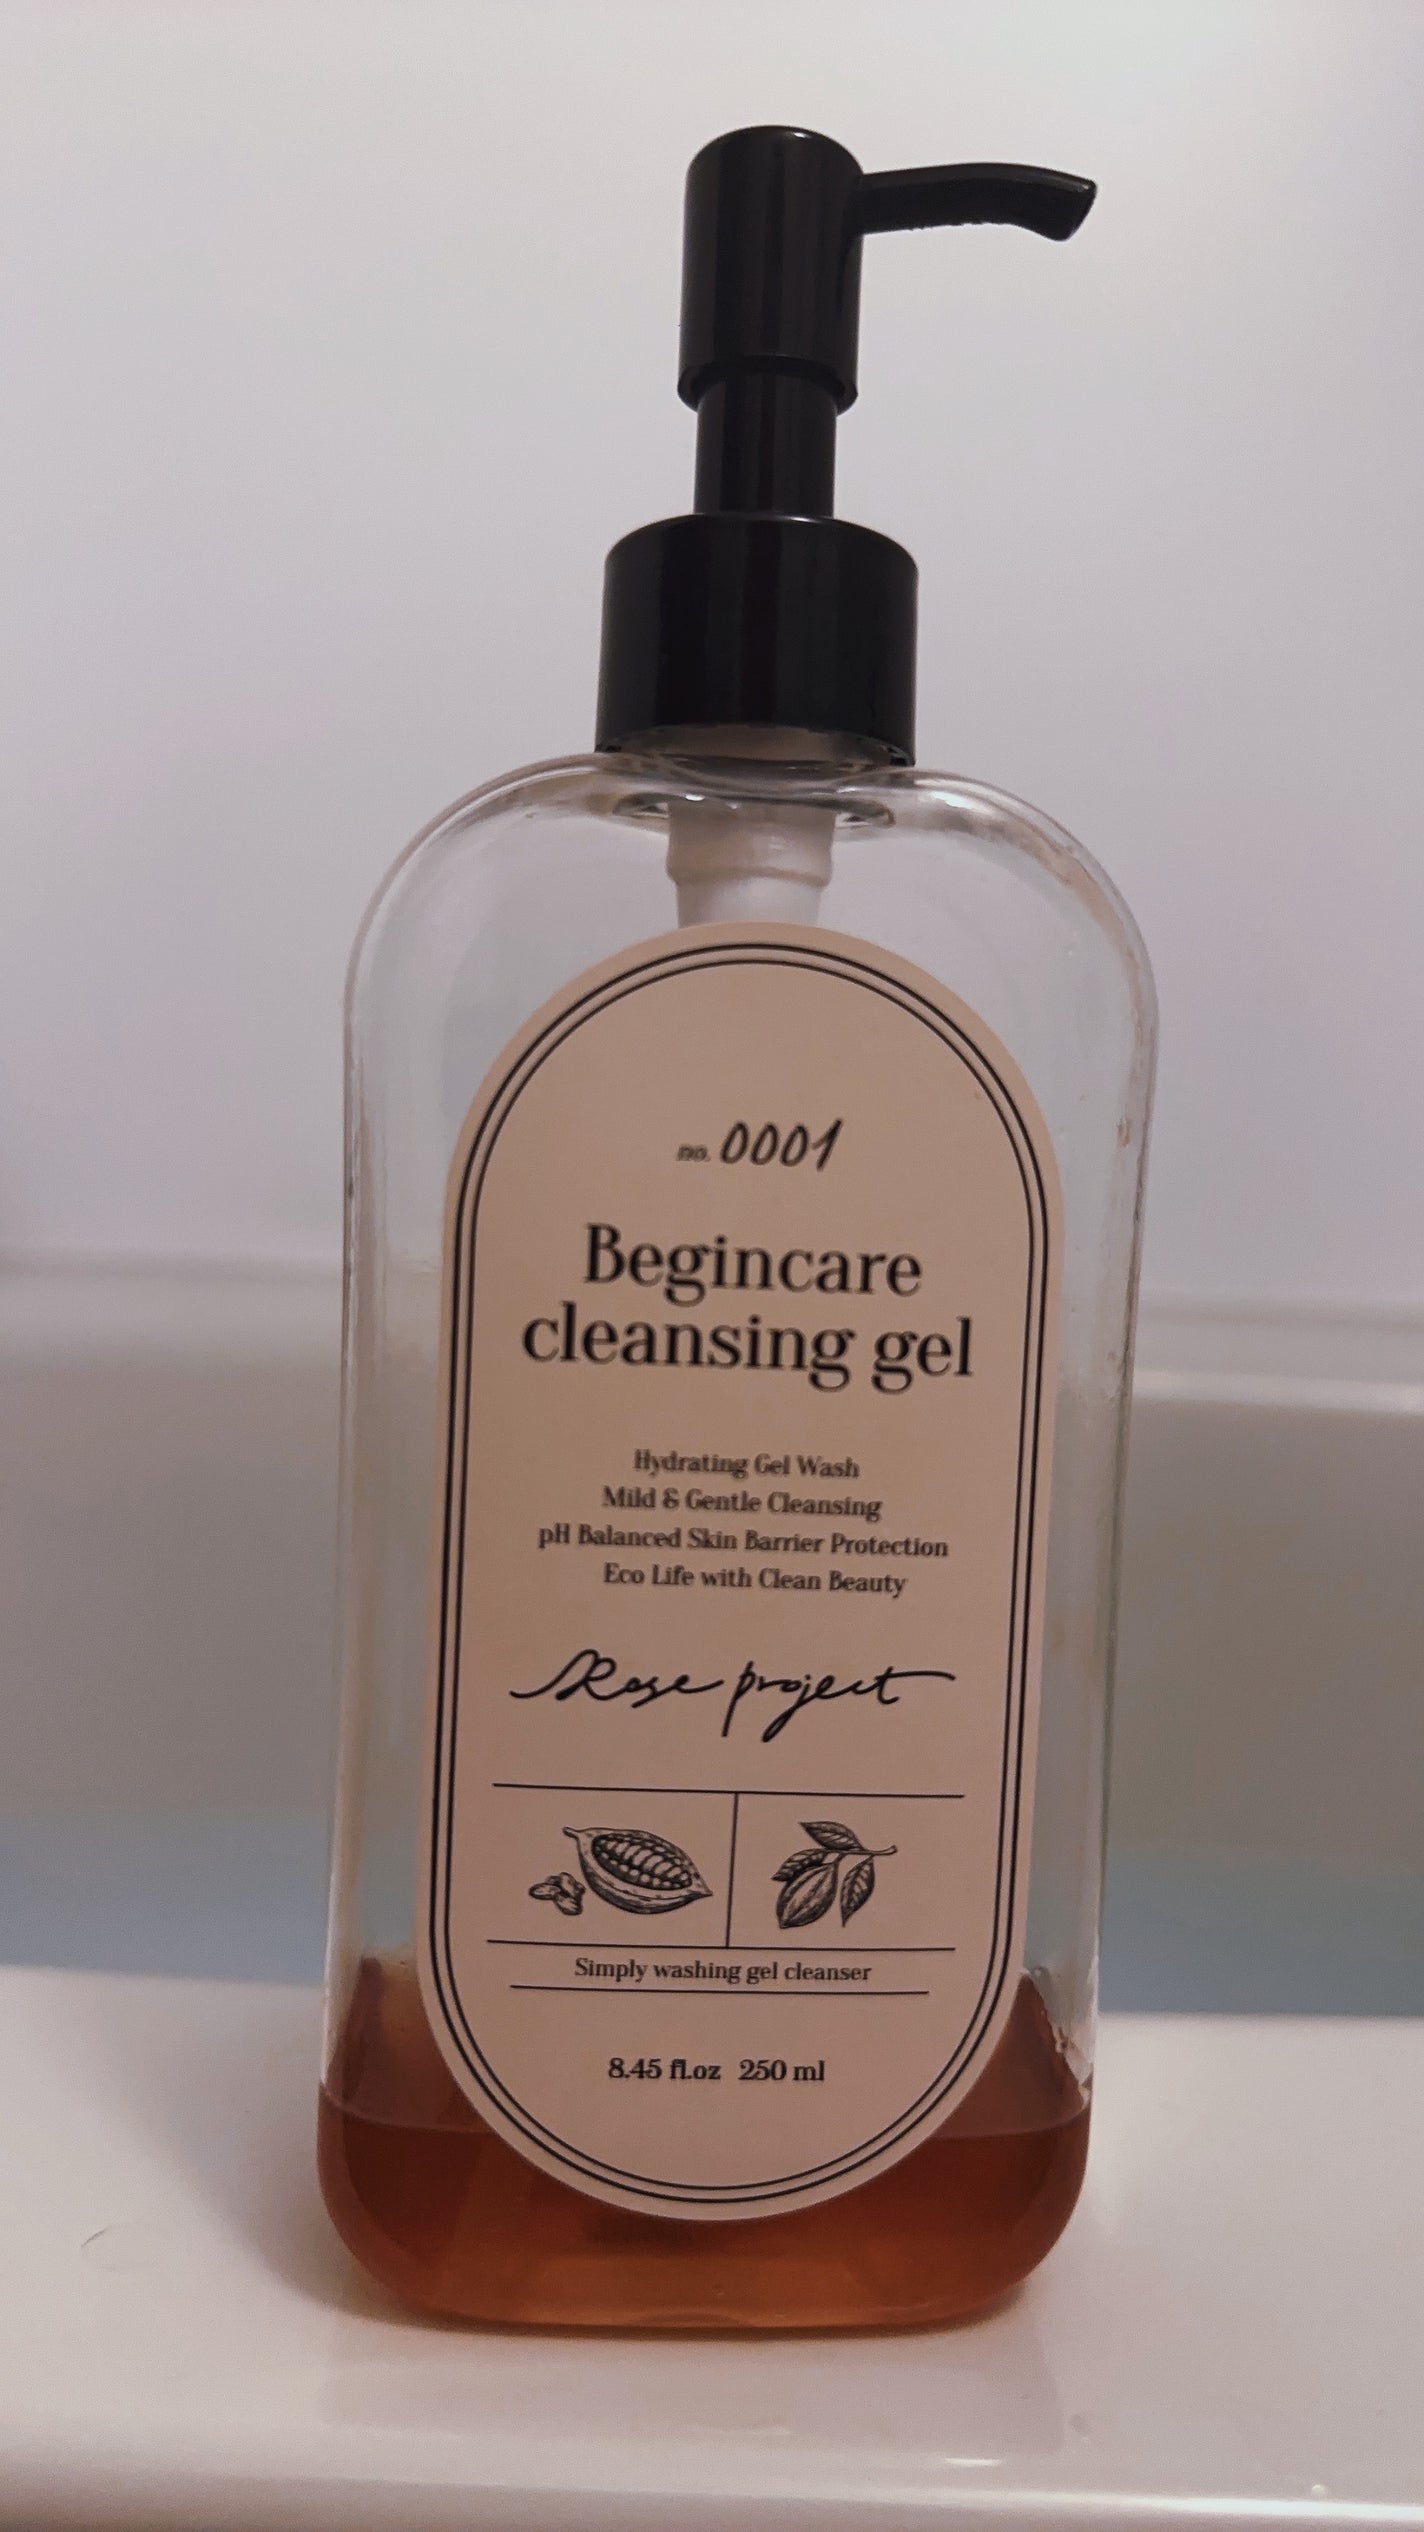 no. 0001
Begincare
cleansing gel
Hydrating Gel Wash
Mild & Gentle Cleansing
pH Balanced Skin Barrier Protection
Eco Life with Clean Beauty
Rose project
Simply washing gel cleanser
8.45 fl.oz 250 ml